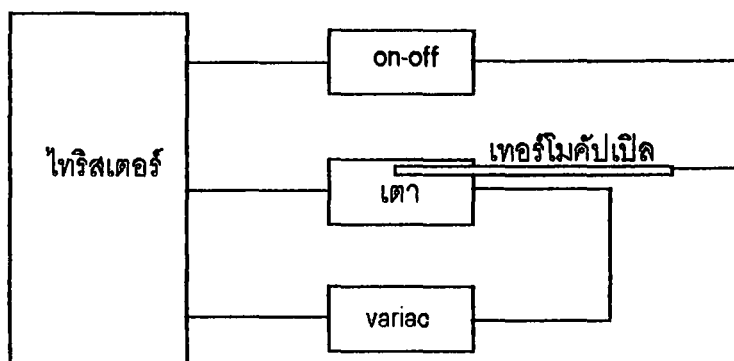 on-off
เทอร์โมคัปเปิล
ไทริสเตอร์
เตา
variac